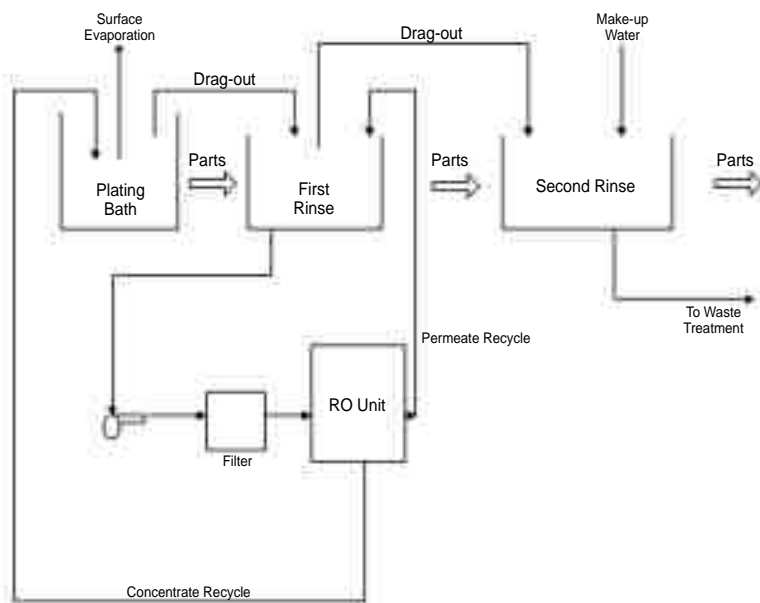 Surface
Evaporation
Drag-out
Drag-out
Make-up
Water
Plating
Bath
Parts
First
Rinse
Parts
Second Rinse
Parts
To Waste
Treatment
Permeate Recycle
RO Unit
Filter
Concentrate Recycle